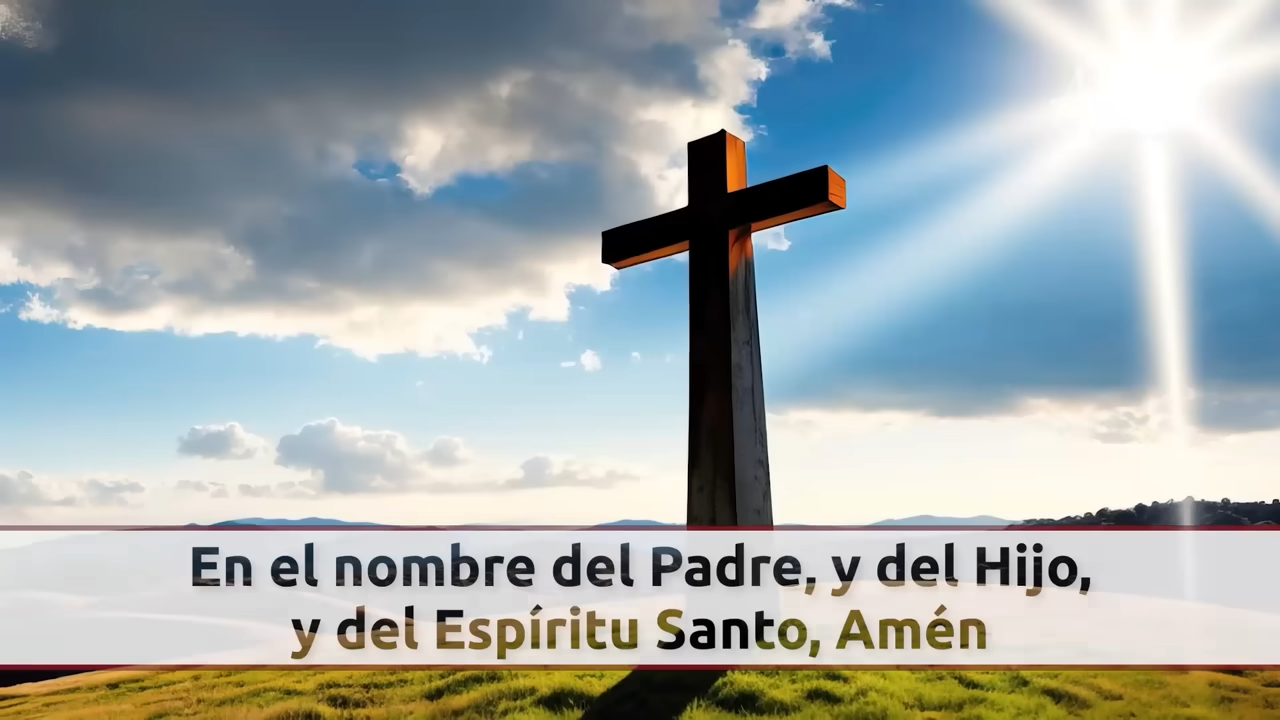 En el nombre del Padre, y del Hijo,
y del Espíritu Santo, Amén